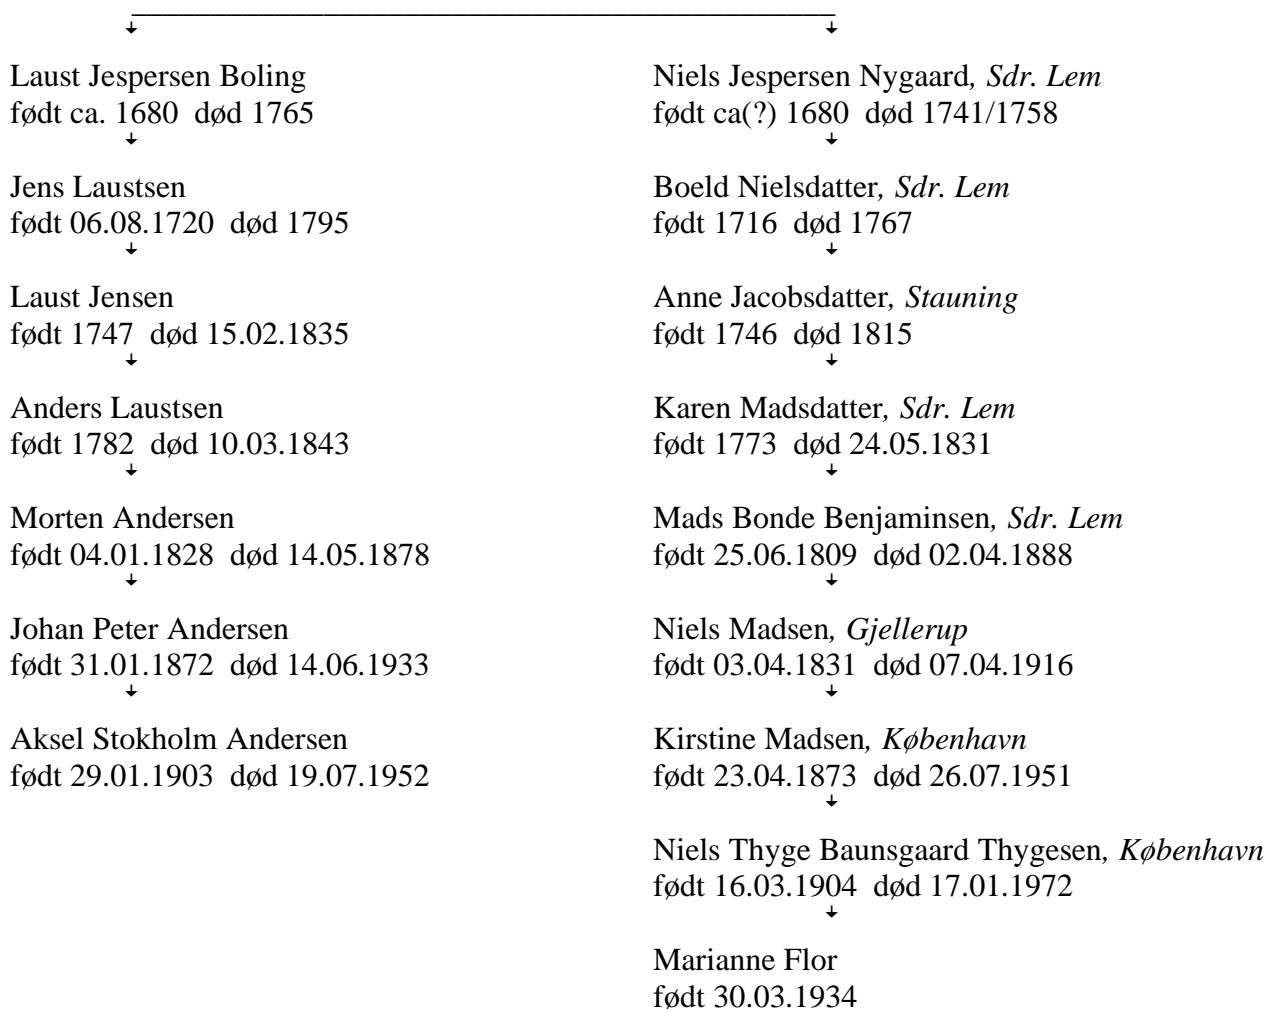 Laust Jespersen Boling
født ca. 1680  død 1765
Jens Laustsen
født 06.08.1720  død 1795
Laust Jensen
født 1747  død 15.02.1835
Anders Laustsen
født 1782  død 10.03.1843
Morten Andersen
født 04.01.1828  død 14.05.1878
Johan Peter Andersen
født 31.01.1872  død 14.06.1933
Aksel Stokholm Andersen
født 29.01.1903  død 19.07.1952
Niels Jespersen Nygaard, Sdr. Lem
født ca(?) 1680  død 1741/1758
Boeld Nielsdatter, Sdr. Lem
født 1716  død 1767
Anne Jacobsdatter, Stauning
født 1746  død 1815
Karen Madsdatter, Sdr. Lem
født 1773  død 24.05.1831
Mads Bonde Benjaminsen, Sdr. Lem
født 25.06.1809  død 02.04.1888
Niels Madsen, Gjellerup
født 03.04.1831  død 07.04.1916
Kirstine Madsen, København
født 23.04.1873  død 26.07.1951
Niels Thyge Baunsgaard Thygesen, København
født 16.03.1904  død 17.01.1972
Marianne Flor
født 30.03.1934